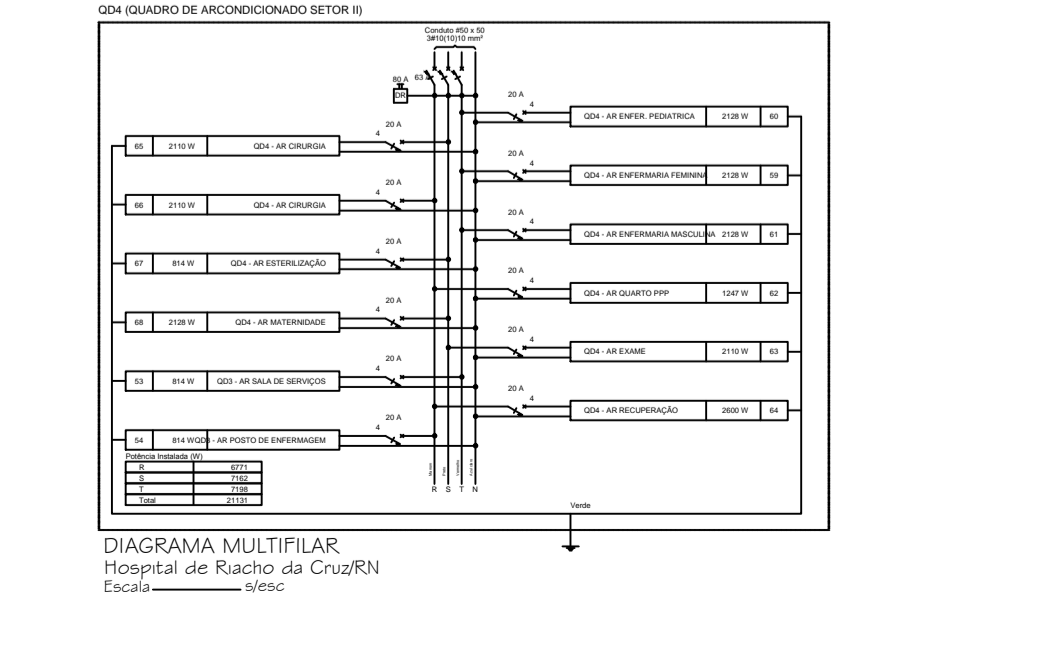 QD4 (QUADRO DE ARCONDICIONADO SETOR II)
Conduto #50 x 50
3#10(10)10 mm²
80 A
63 A
DR
20 A
4
QD4 - AR ENFER. PEDIATRICA 2128 W 60
20 A
4
65 2110 W QD4 - AR CIRURGIA
20 A
4
QD4 - AR ENFERMARIA FEMININA 2128 W 59
20 A
4
66 2110 W QD4 - AR CIRURGIA
20 A
4
QD4 - AR ENFERMARIA MASCULINA 2128 W 61
20 A
4
67 814 W QD4 - AR ESTERILIZAÇÃO
20 A
4
QD4 - AR QUARTO PPP 1247 W 62
20 A
4
68 2128 W QD4 - AR MATERNIDADE
20 A
4
QD4 - AR EXAME 2110 W 63
20 A
4
53 814 W QD3 - AR SALA DE SERVIÇOS
20 A
4
QD4 - AR RECUPERAÇÃO 2600 W 64
20 A
4
54 814 W QD3 - AR POSTO DE ENFERMAGEM
Potência Instalada (W)
R 6771
S 7162
T 7198
Total 21131
R S T N
Verde
DIAGRAMA MULTIFILAR
Hospital de Riacho da Cruz/RN
Escala s/esc